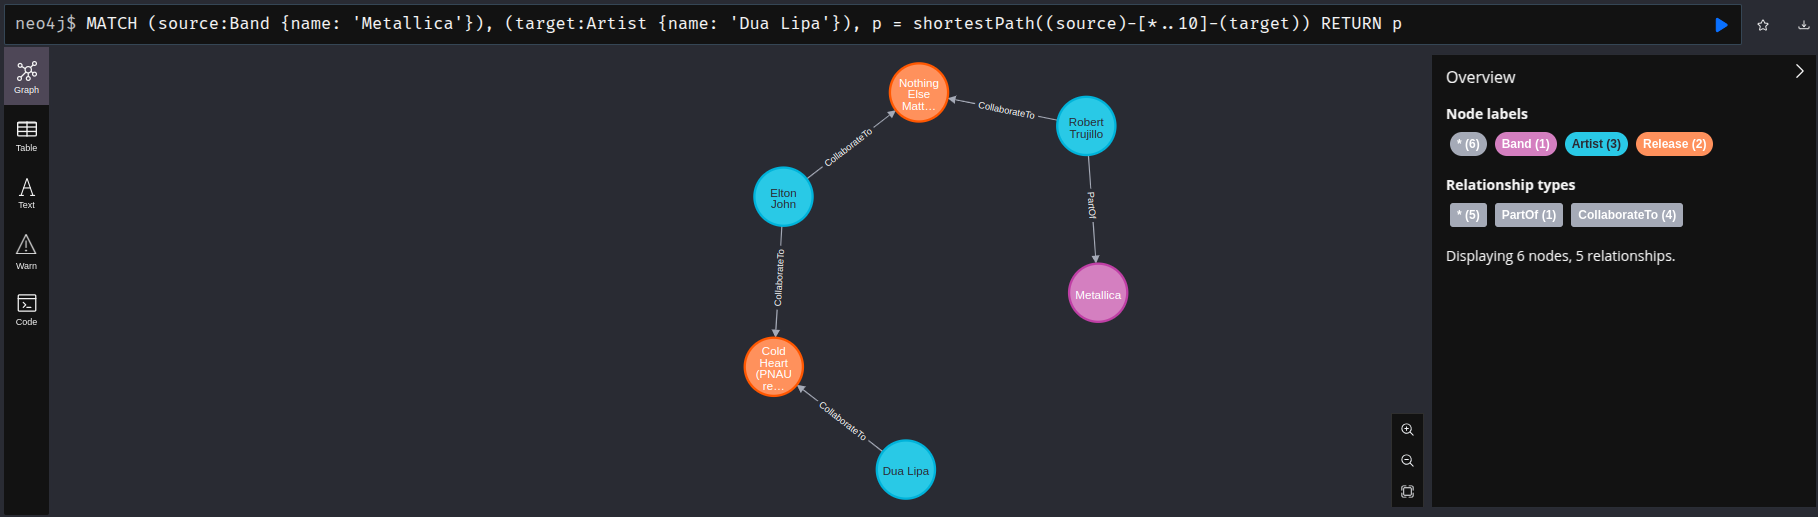 neo4j$ MATCH (source:Band {name: 'Metallica'}), (target:Artist {name: 'Dua Lipa'}), p = shortestPath((source)-[*..10]-(target)) RETURN p
Graph
Table
Text
Warn
Code
Nothing
Else
Matt...
CollaborateTo
Robert
Trujillo
CollaborateTo
Elton
John
PartOf
CollaborateTo
Metallica
Cold
Heart
(PNAU
re...
CollaborateTo
Dua Lipa
Overview
Node labels
* (6) Band (1) Artist (3) Release (2)
Relationship types
* (5) PartOf (1) CollaborateTo (4)
Displaying 6 nodes, 5 relationships.